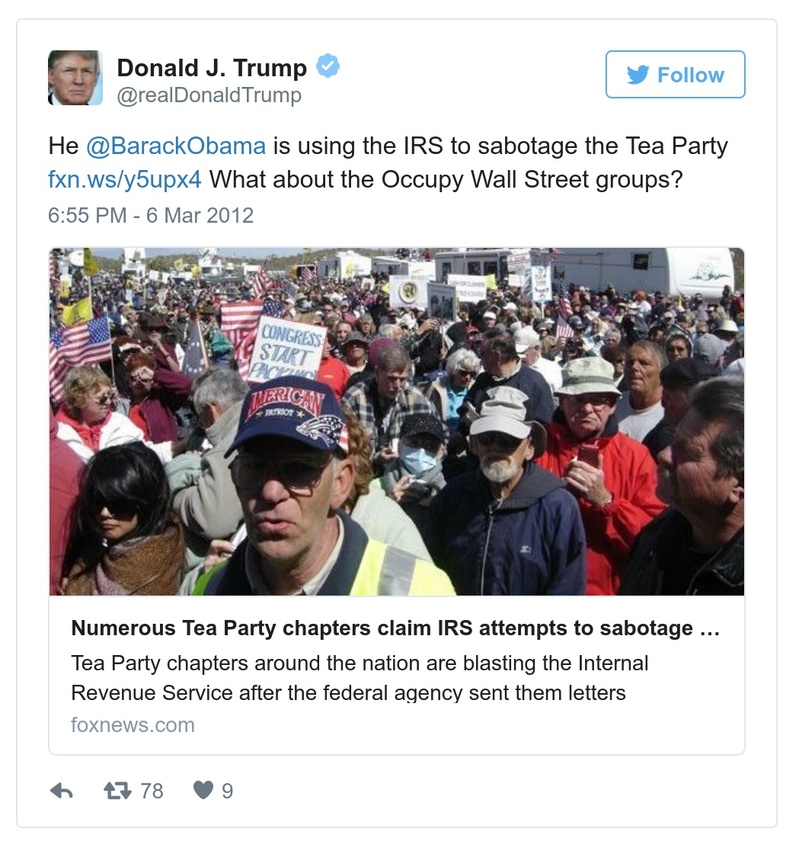 Donald J. Trump
@realDonaldTrump
Follow
He @BarackObama is using the IRS to sabotage the Tea Party
fxn.ws/y5upx4 What about the Occupy Wall Street groups?
6:55 PM - 6 Mar 2012
CONGRESS
START
PACKING
AMERICAN
PATRIOT
Numerous Tea Party chapters claim IRS attempts to sabotage …
Tea Party chapters around the nation are blasting the Internal
Revenue Service after the federal agency sent them letters
foxnews.com
78
9